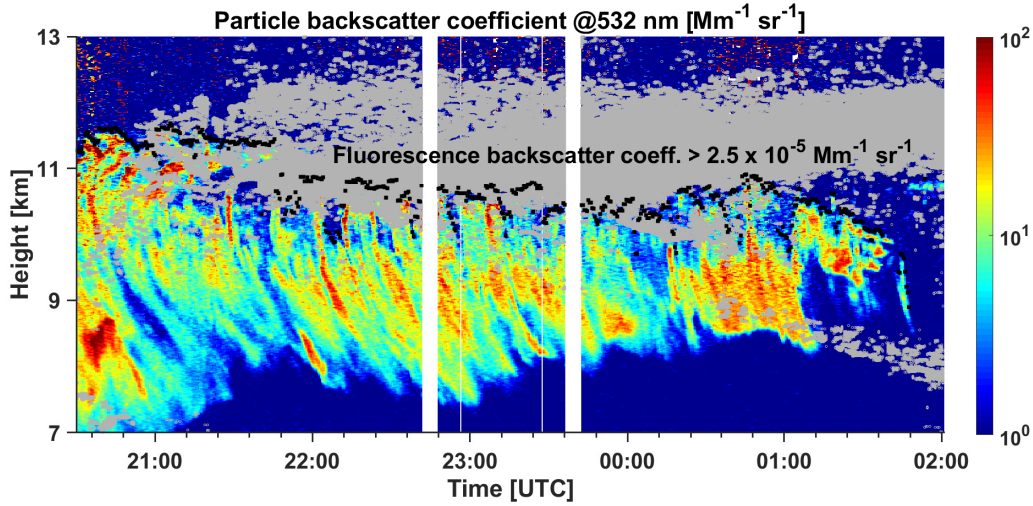 Particle backscatter coefficient @532 nm [Mm⁻¹ sr⁻¹]
13
11
9
7
Height [km]
Fluorescence backscatter coeff. > 2.5 x 10⁻⁵ Mm⁻¹ sr⁻¹
10²
10¹
10⁰
21:00 22:00 23:00 00:00 01:00 02:00
Time [UTC]